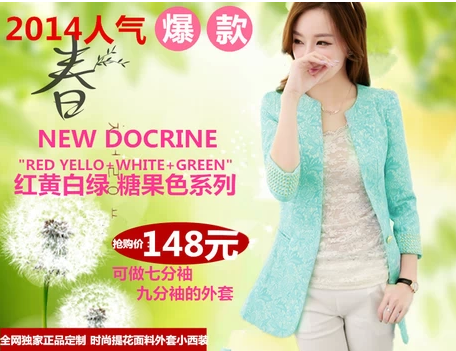 2014人气 爆 款
春
NEW DOCRINE
"RED YELLO+WHITE+GREEN"
红黄白绿 糖果色系列
抢购价: 148元
可做七分袖
九分袖的外套
全网独家正品定制 时尚提花面料外套小西装